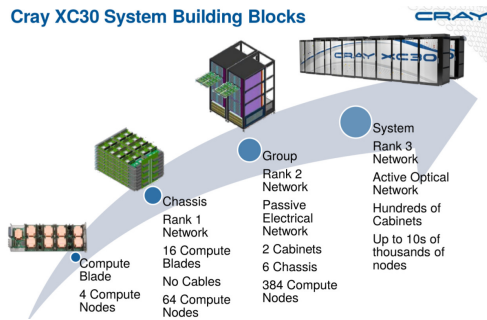 Cray XC30 System Building Blocks
CRAY
CRAY XC30
Compute
Blade
4 Compute
Nodes
Chassis
Rank 1
Network
16 Compute
Blades
No Cables
64 Compute
Nodes
Group
Rank 2
Network
Passive
Electrical
Network
2 Cabinets
6 Chassis
384 Compute
Nodes
System
Rank 3
Network
Active Optical
Network
Hundreds of
Cabinets
Up to 10s of
thousands of
nodes